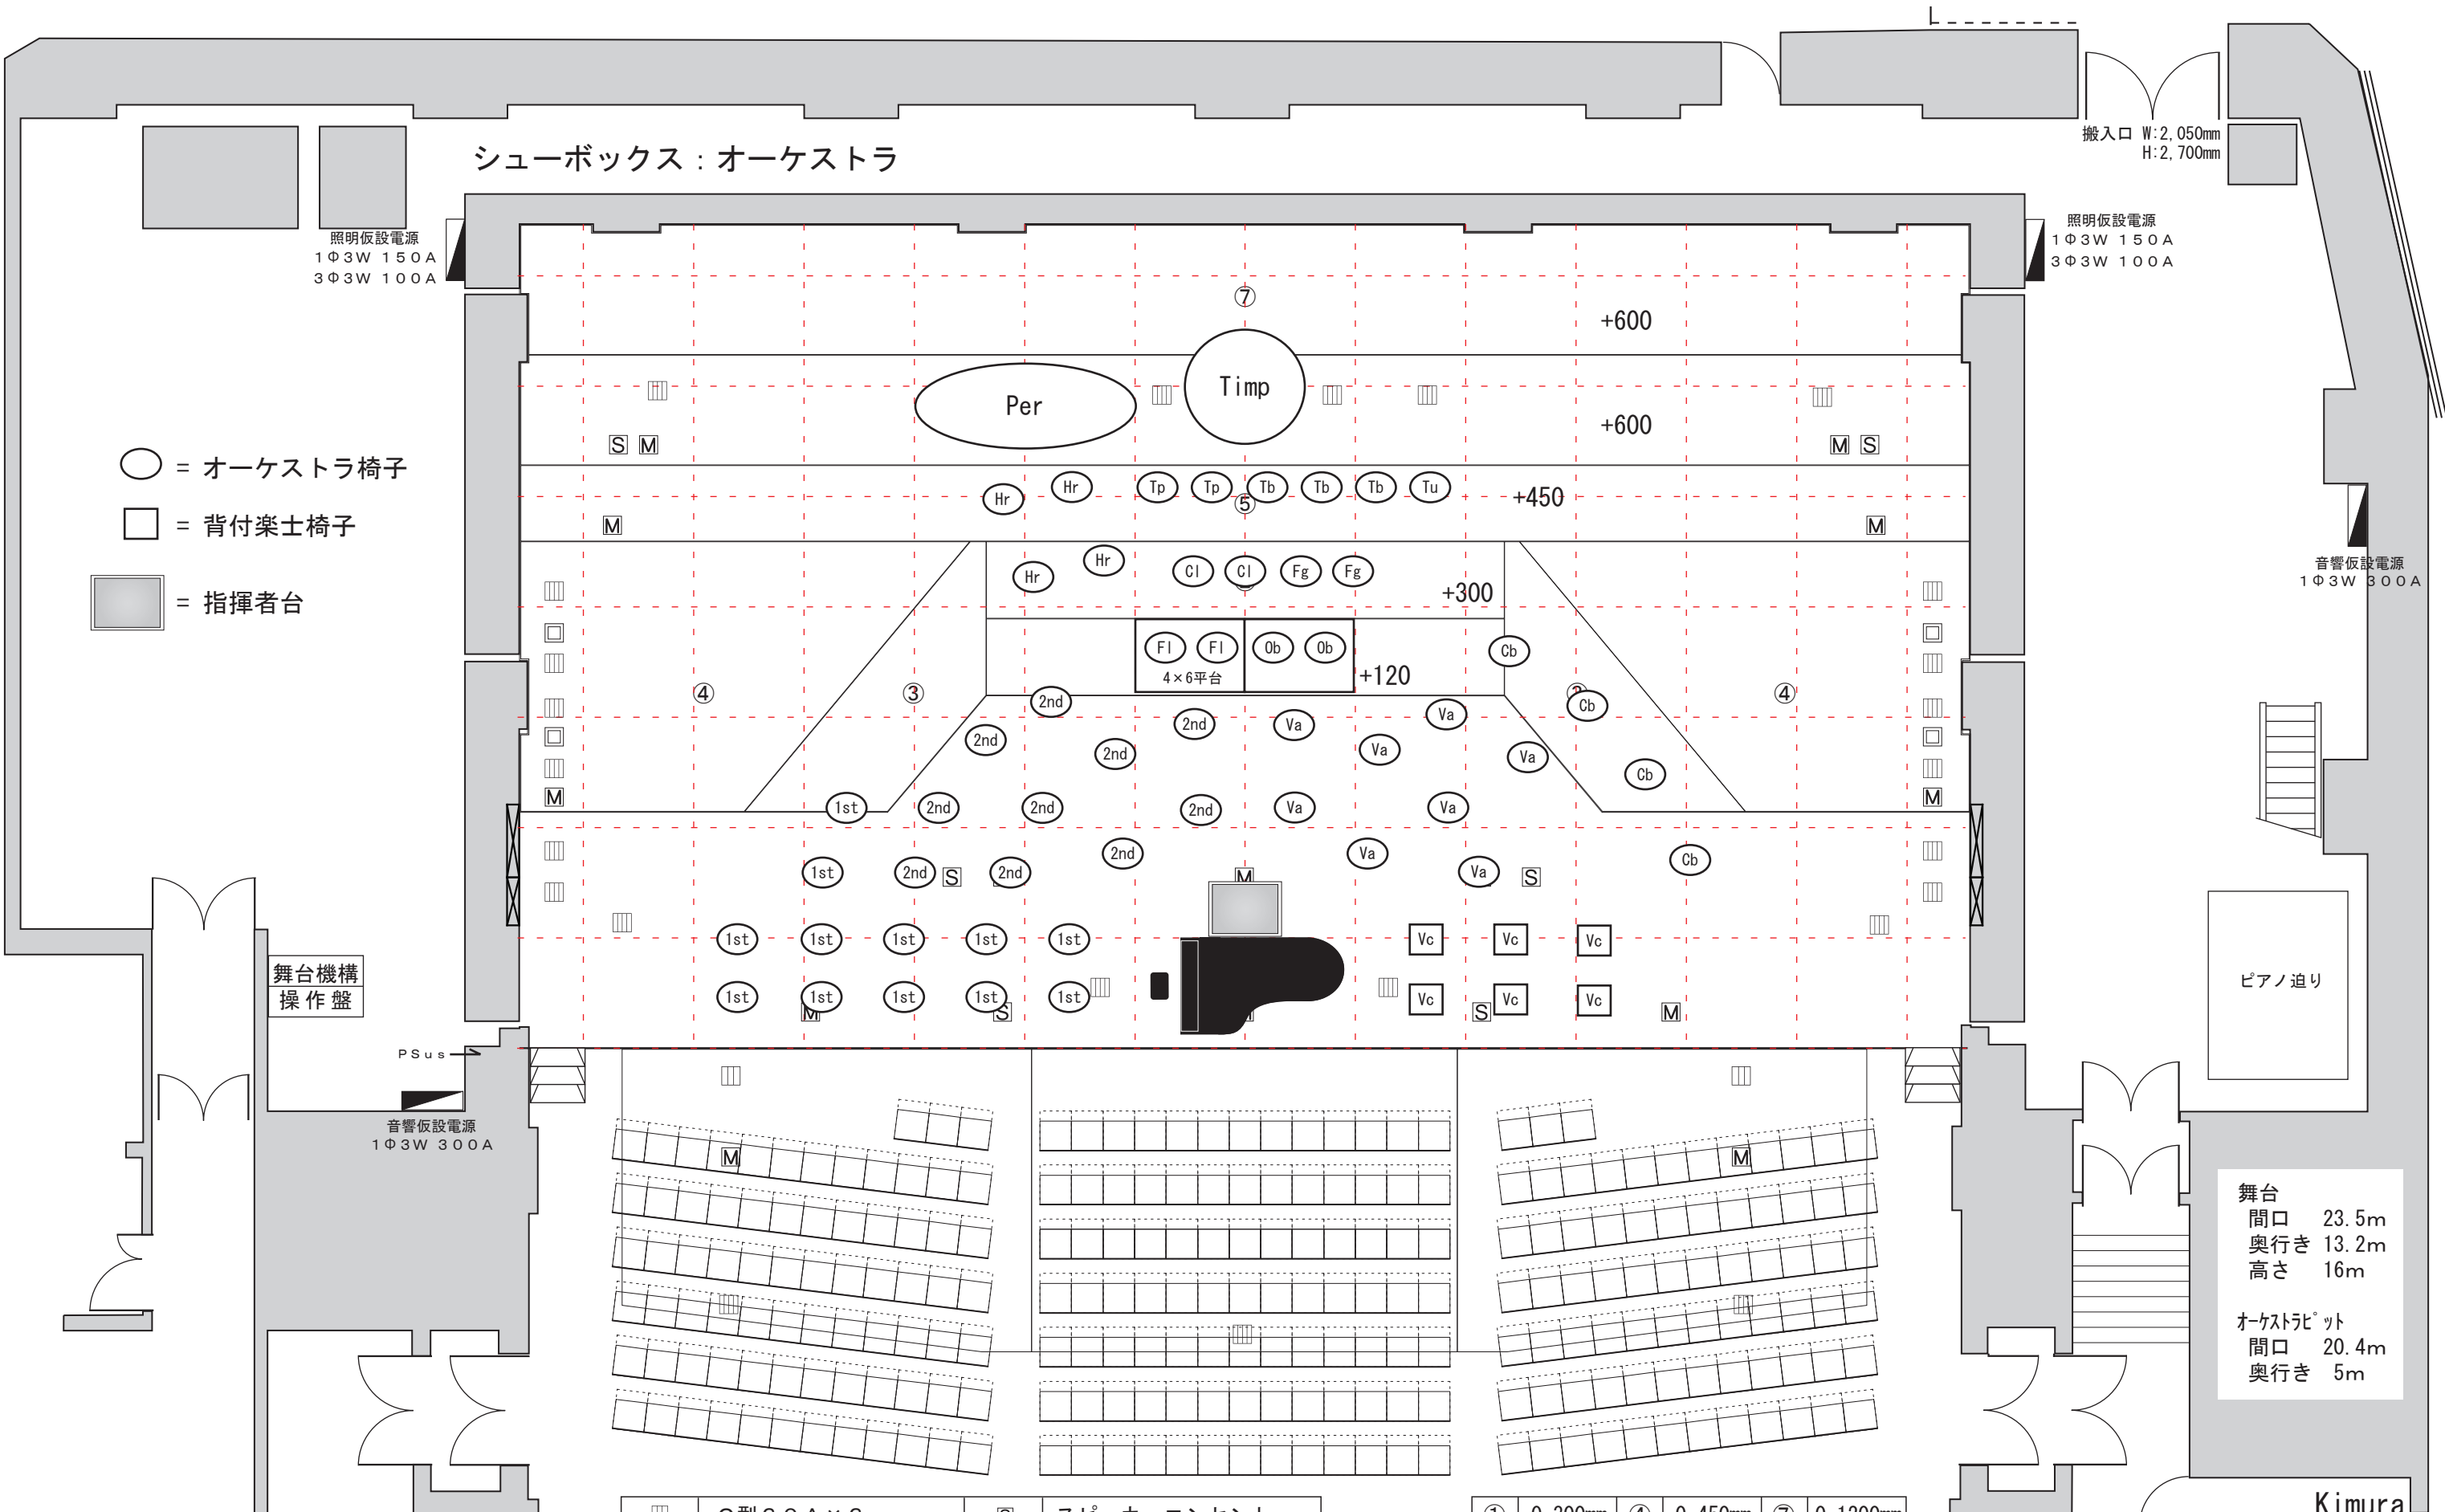 搬入口 W:2,050mm
H:2,700mm
シューボックス：オーケストラ
照明仮設電源
1Φ3W 150A
3Φ3W 100A
照明仮設電源
1Φ3W 150A
3Φ3W 100A
⑦
+600
Per
Timp
+600
S M
M S
○ = オーケストラ椅子
□ = 背付楽士椅子
= 指揮者台
Hr Hr Tp Tp Tb Tb Tb Tu
⑤
+450
M
M
音響仮設電源
1Φ3W 300A
Hr Hr Cl Cl Fg Fg
+300
Fl Fl Ob Ob Cb
4×6平台
+120
④ ③ ④
2nd 2nd Va Va Cb
2nd 2nd Va Va Cb
M
M
1st 2nd 2nd 2nd Va Va
1st 2nd S 2nd 2nd M Va Va S Cb
1st 1st 1st 1st 1st Vc Vc Vc
舞台機構
操作盤
ピアノ迫り
1st 1st 1st 1st 1st Vc Vc Vc
M S S M
PSus
音響仮設電源
1Φ3W 300A
M
M
舞台
間口 23.5m
奥行き 13.2m
高さ 16m
オーケストラピット
間口 20.4m
奥行き 5m
Kimura